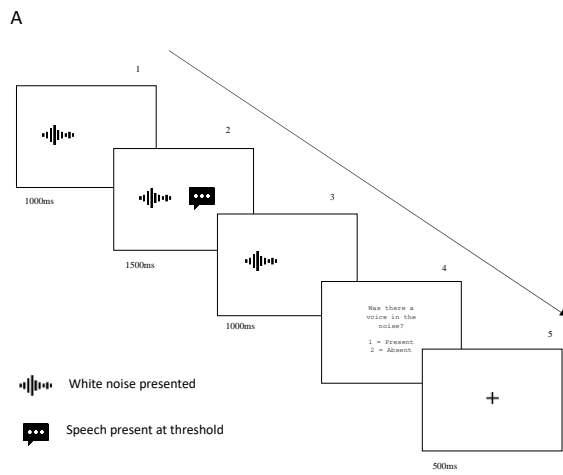 A
1
1000ms
2
1500ms
3
1000ms
4
Was there a
voice in the
noise?
1 = Present
2 = Absent
5
500ms
White noise presented
Speech present at threshold